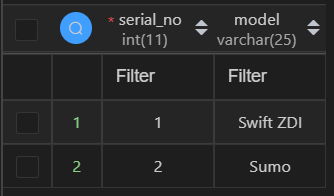 * serial_no model
int(11) varchar(25)
Filter Filter
1 1 Swift ZDI
2 2 Sumo